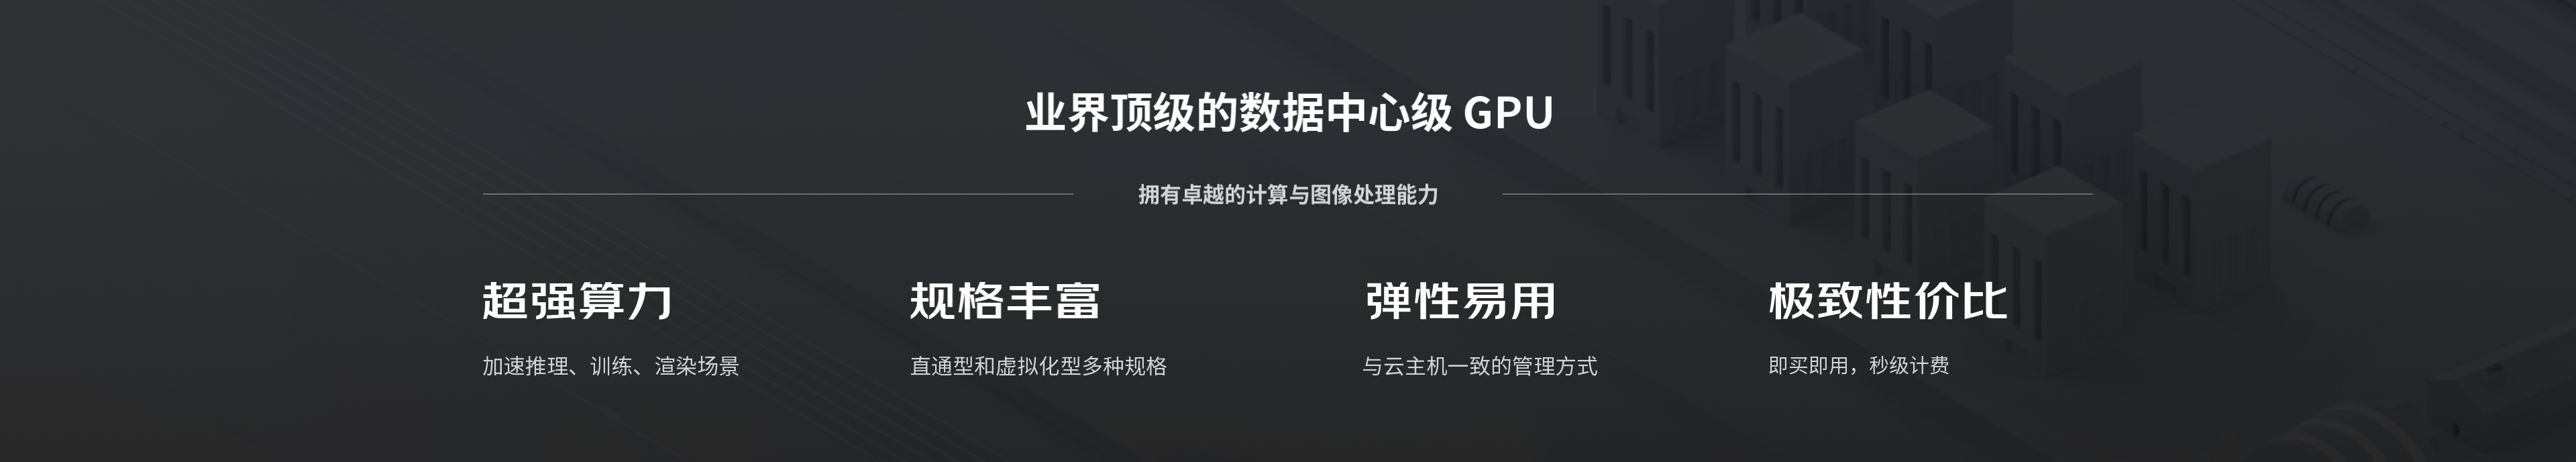 业界顶级的数据中心级 GPU
拥有卓越的计算与图像处理能力
超强算力
加速推理、训练、渲染场景
规格丰富
直通型和虚拟化型多种规格
弹性易用
与云主机一致的管理方式
极致性价比
即买即用，秒级计费